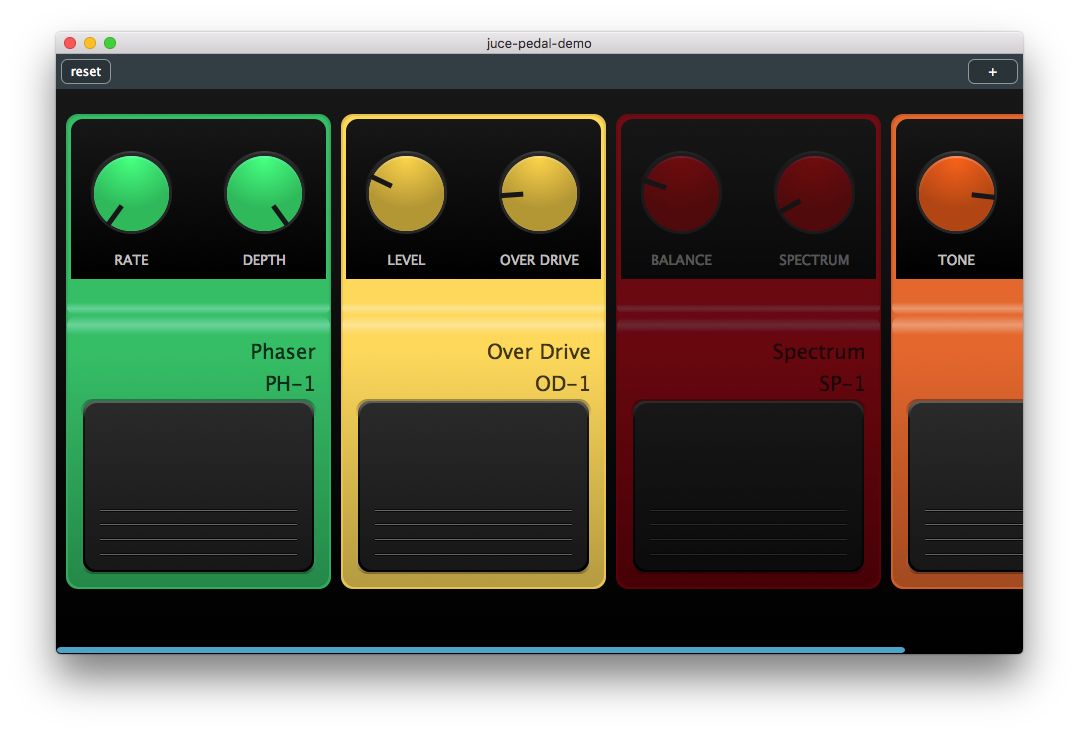 juce-pedal-demo
reset
+
RATE
DEPTH
LEVEL
OVER DRIVE
BALANCE
SPECTRUM
TONE
Phaser
PH-1
Over Drive
OD-1
Spectrum
SP-1